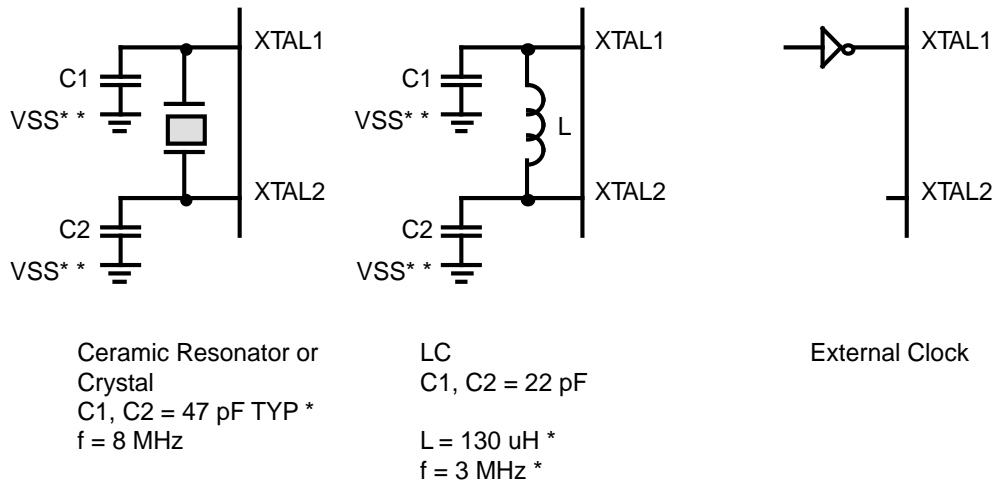 XTAL1
C1
VSS* *
XTAL2
C2
VSS* *
Ceramic Resonator or
Crystal
C1, C2 = 47 pF TYP *
f = 8 MHz
XTAL1
C1
VSS* *
L
XTAL2
C2
VSS* *
LC
C1, C2 = 22 pF
L = 130 uH *
f = 3 MHz *
XTAL1
XTAL2
External Clock